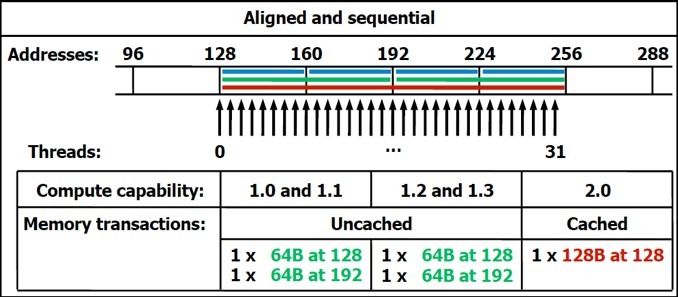 Aligned and sequential
Addresses: 96 128 160 192 224 256 288
Threads: 0 ... 31
Compute capability: 1.0 and 1.1 1.2 and 1.3 2.0
Memory transactions: Uncached Cached
1 x 64B at 128 1 x 64B at 128 1 x 128B at 128
1 x 64B at 192 1 x 64B at 192